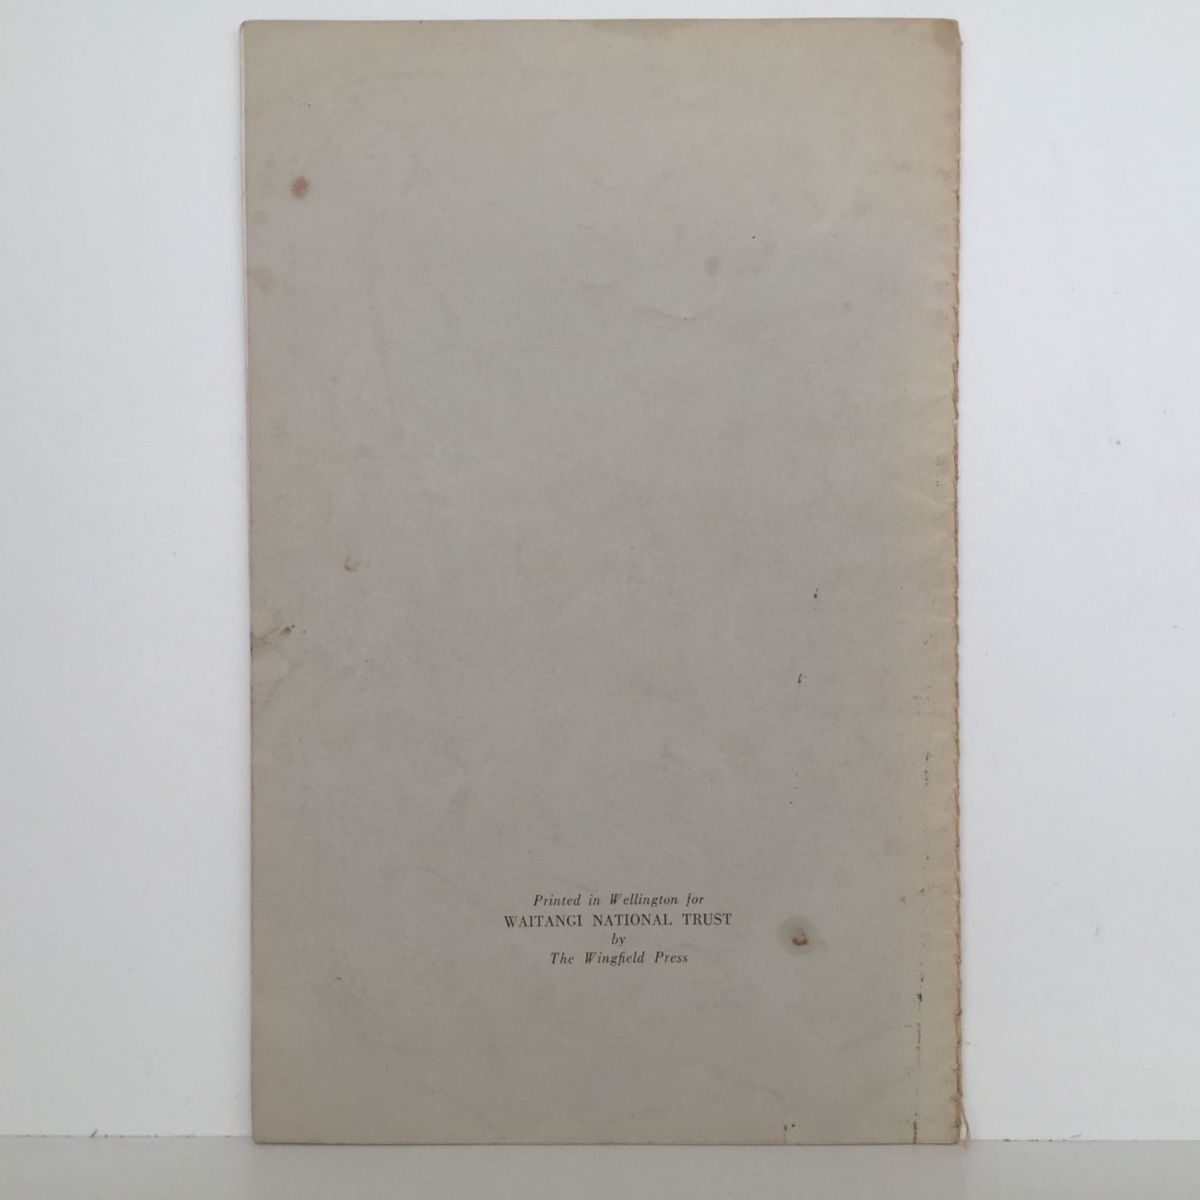 Printed in Wellington for
WAITANGI NATIONAL TRUST
by
The Wingfield Press